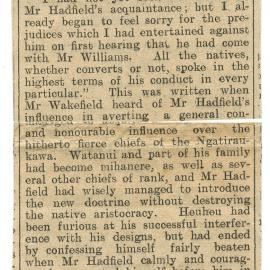 Mr Hadfield's acquaintance; but I al-
ready began to feel sorry for the pre-
judices which I had entertained against
him on first hearing that he had come
with Mr Williams. All the natives,
whether converts or not, spoke in the
highest terms of his conduct in every
particular." This was written when
Mr Wakefield heard of Mr Hadfield's
influence in averting a general con-
and honourable influence over the
hitherto fierce chiefs of the Ngatirau-
kawa. Watanui and part of his family
had become mihanere, as well as sev-
eral other chiefs of rank, and Mr Had-
field had wisely managed to introduce
the new doctrine without destroying
the native aristocracy. Heuheu had
been furious at his successful interfer-
ence with his designs, but had ended
by confessing himself fairly beaten
when Mr Hadfield calmly and courag-